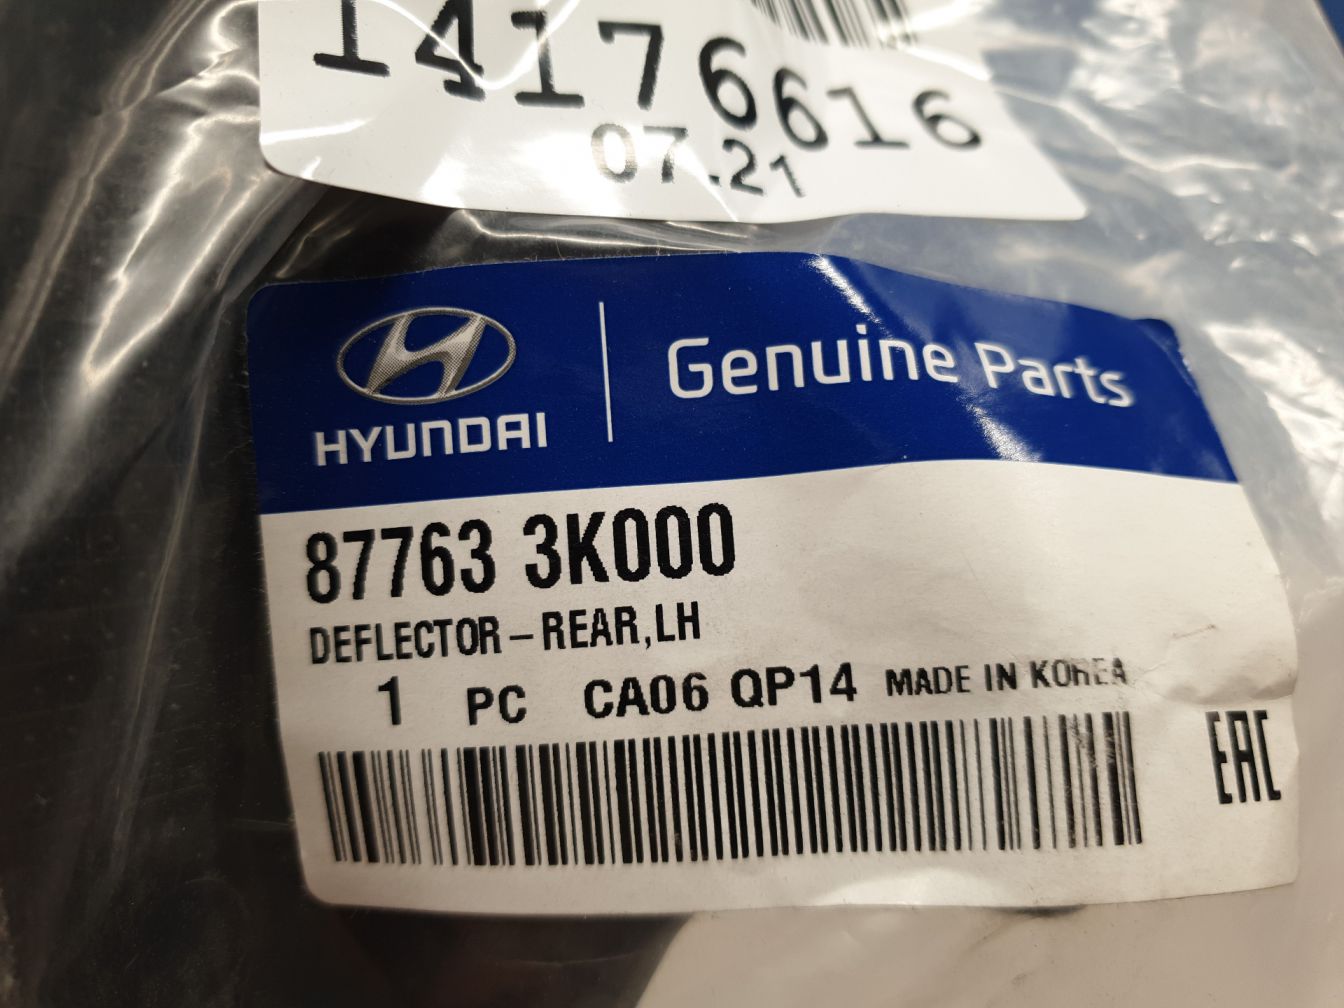 14176616
07.21
HYUNDAI
Genuine Parts
87763 3K000
DEFLECTOR-REAR,LH
1 PC CA06 QP14 MADE IN KOREA
EAC